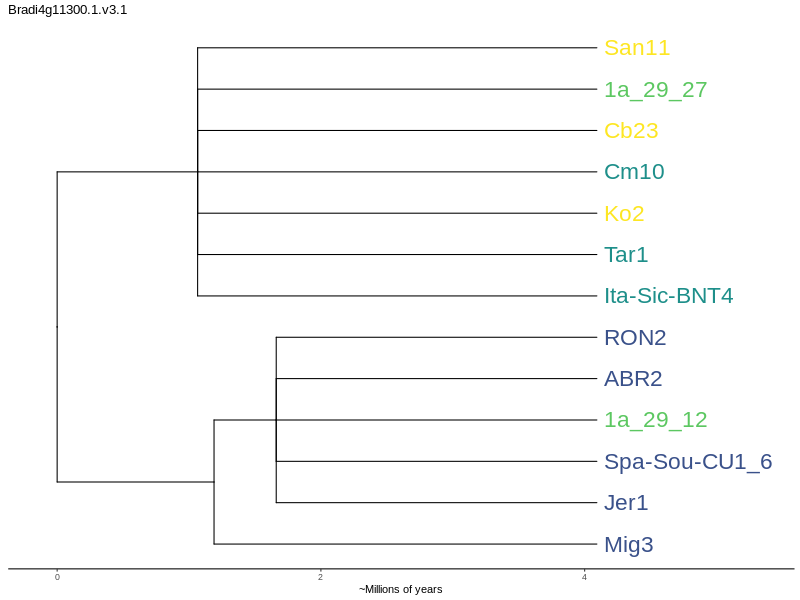 Bradi4g11300.1.v3.1
San11
1a_29_27
Cb23
Cm10
Ko2
Tar1
Ita-Sic-BNT4
RON2
ABR2
1a_29_12
Spa-Sou-CU1_6
Jer1
Mig3
0 2 4
~Millions of years